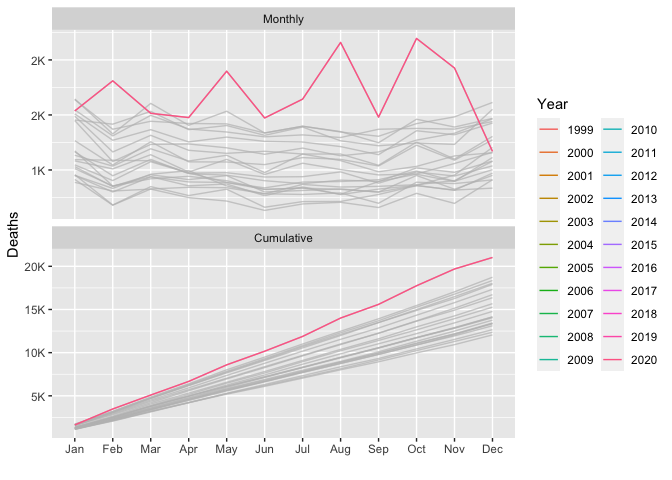 Monthly
2K
2K
1K
Deaths
Cumulative
20K
15K
10K
5K
Jan Feb Mar Apr May Jun Jul Aug Sep Oct Nov Dec
Year
1999 2010
2000 2011
2001 2012
2002 2013
2003 2014
2004 2015
2005 2016
2006 2017
2007 2018
2008 2019
2009 2020